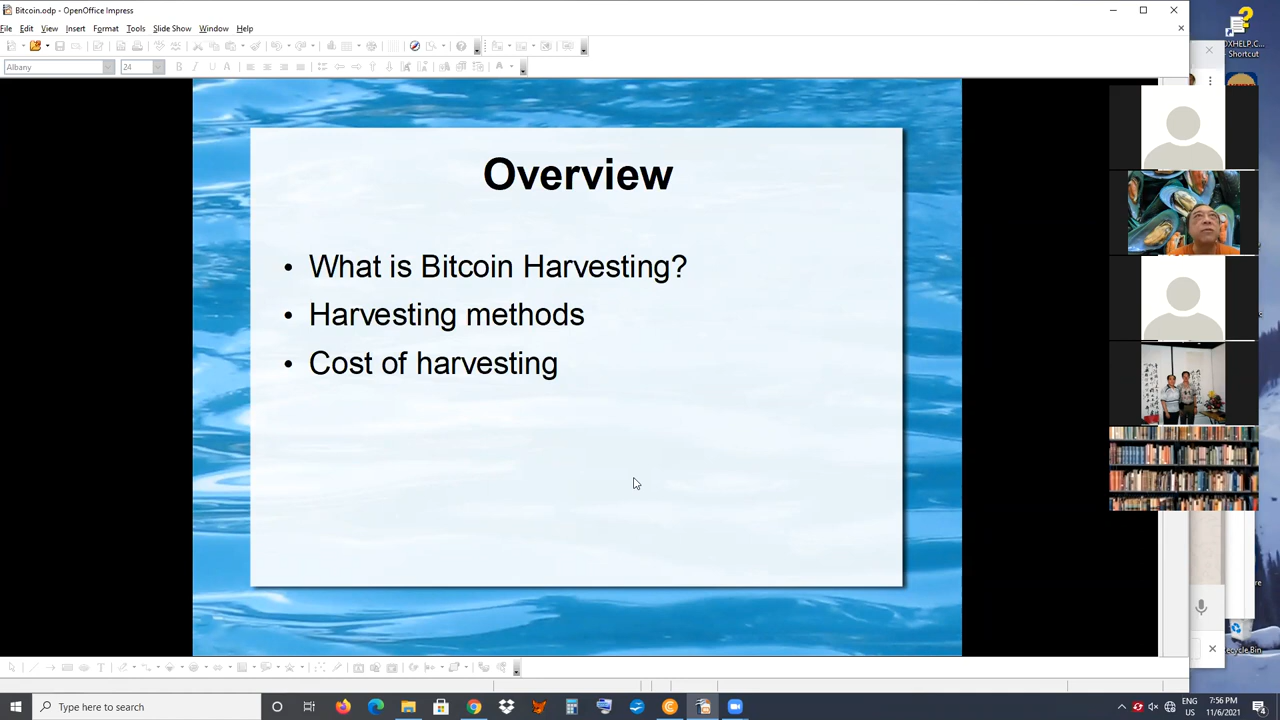 Bitcoin.odp - OpenOffice Impress
File Edit View Insert Format Tools Slide Show Window Help
Albany 24
Overview
• What is Bitcoin Harvesting?
• Harvesting methods
• Cost of harvesting
Shortcut
Type here to search
ENG
US
7:56 PM
11/6/2021
4